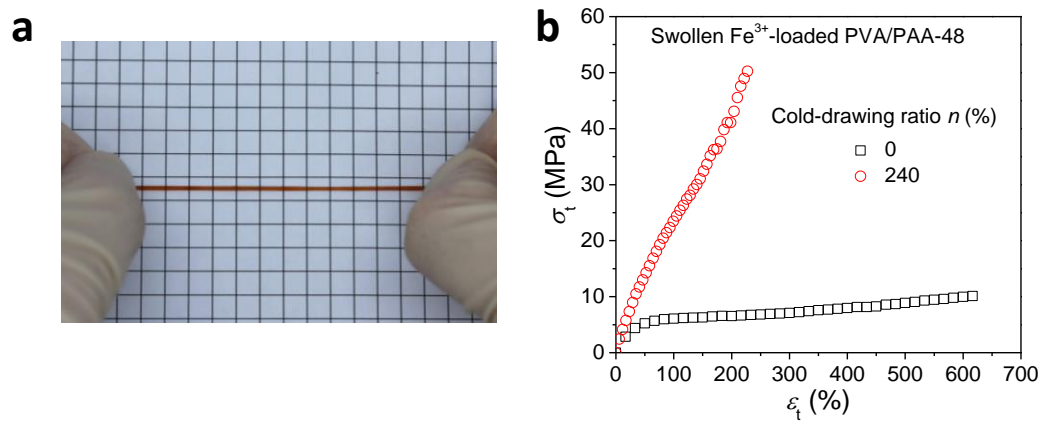 a
b
Swollen Fe³⁺-loaded PVA/PAA-48
Cold-drawing ratio n (%)
0
240
σt (MPa)
60
50
40
30
20
10
0
0 100 200 300 400 500 600 700
εt (%)